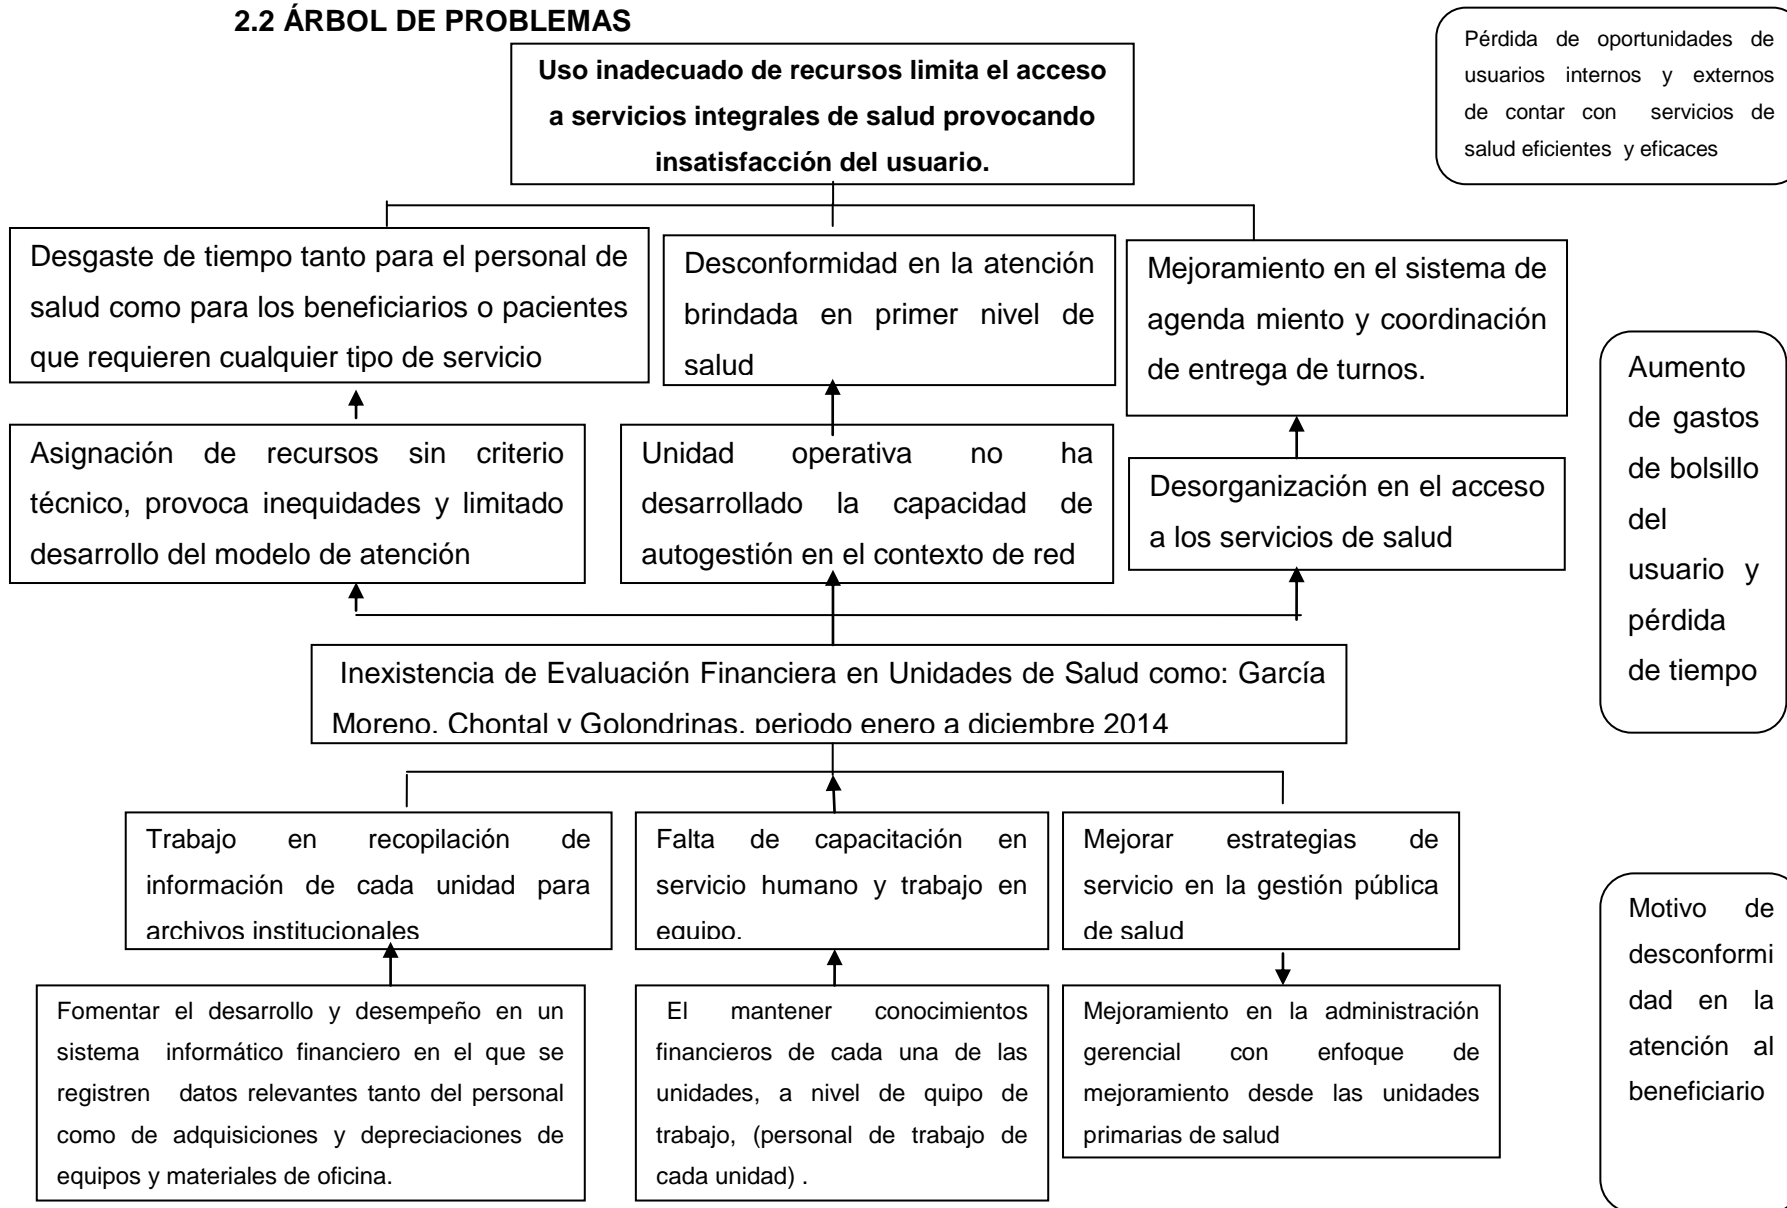 2.2 ÁRBOL DE PROBLEMAS
Uso inadecuado de recursos limita el acceso
a servicios integrales de salud provocando
insatisfacción del usuario.
Pérdida de oportunidades de
usuarios internos y externos
de contar con servicios de
salud eficientes y eficaces
Desgaste de tiempo tanto para el personal de
salud como para los beneficiarios o pacientes
que requieren cualquier tipo de servicio
Desconformidad en la atención
brindada en primer nivel de
salud
Mejoramiento en el sistema de
agenda miento y coordinación
de entrega de turnos.
Aumento
de gastos
de bolsillo
del
usuario y
pérdida
de tiempo
Asignación de recursos sin criterio
técnico, provoca inequidades y limitado
desarrollo del modelo de atención
Unidad operativa no ha
desarrollado la capacidad de
autogestión en el contexto de red
Desorganización en el acceso
a los servicios de salud
Inexistencia de Evaluación Financiera en Unidades de Salud como: García
Moreno, Chontal y Golondrinas, periodo enero a diciembre 2014
Trabajo en recopilación de
información de cada unidad para
archivos institucionales
Falta de capacitación en
servicio humano y trabajo en
equipo.
Mejorar estrategias de
servicio en la gestión pública
de salud
Motivo de
desconformi
dad en la
atención al
beneficiario
Fomentar el desarrollo y desempeño en un
sistema informático financiero en el que se
registren datos relevantes tanto del personal
como de adquisiciones y depreciaciones de
equipos y materiales de oficina.
El mantener conocimientos
financieros de cada una de las
unidades, a nivel de quipo de
trabajo, (personal de trabajo de
cada unidad) .
Mejoramiento en la administración
gerencial con enfoque de
mejoramiento desde las unidades
primarias de salud